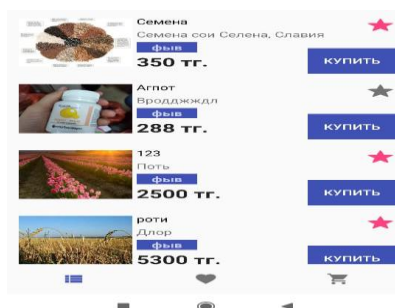 Семена
Семена сои Селена, Славия
фыв
350 тг.
КУПИТЬ
Агпот
Вродджждл
фыв
288 тг.
КУПИТЬ
123
Поть
фыв
2500 тг.
КУПИТЬ
роти
Длор
фыв
5300 тг.
КУПИТЬ